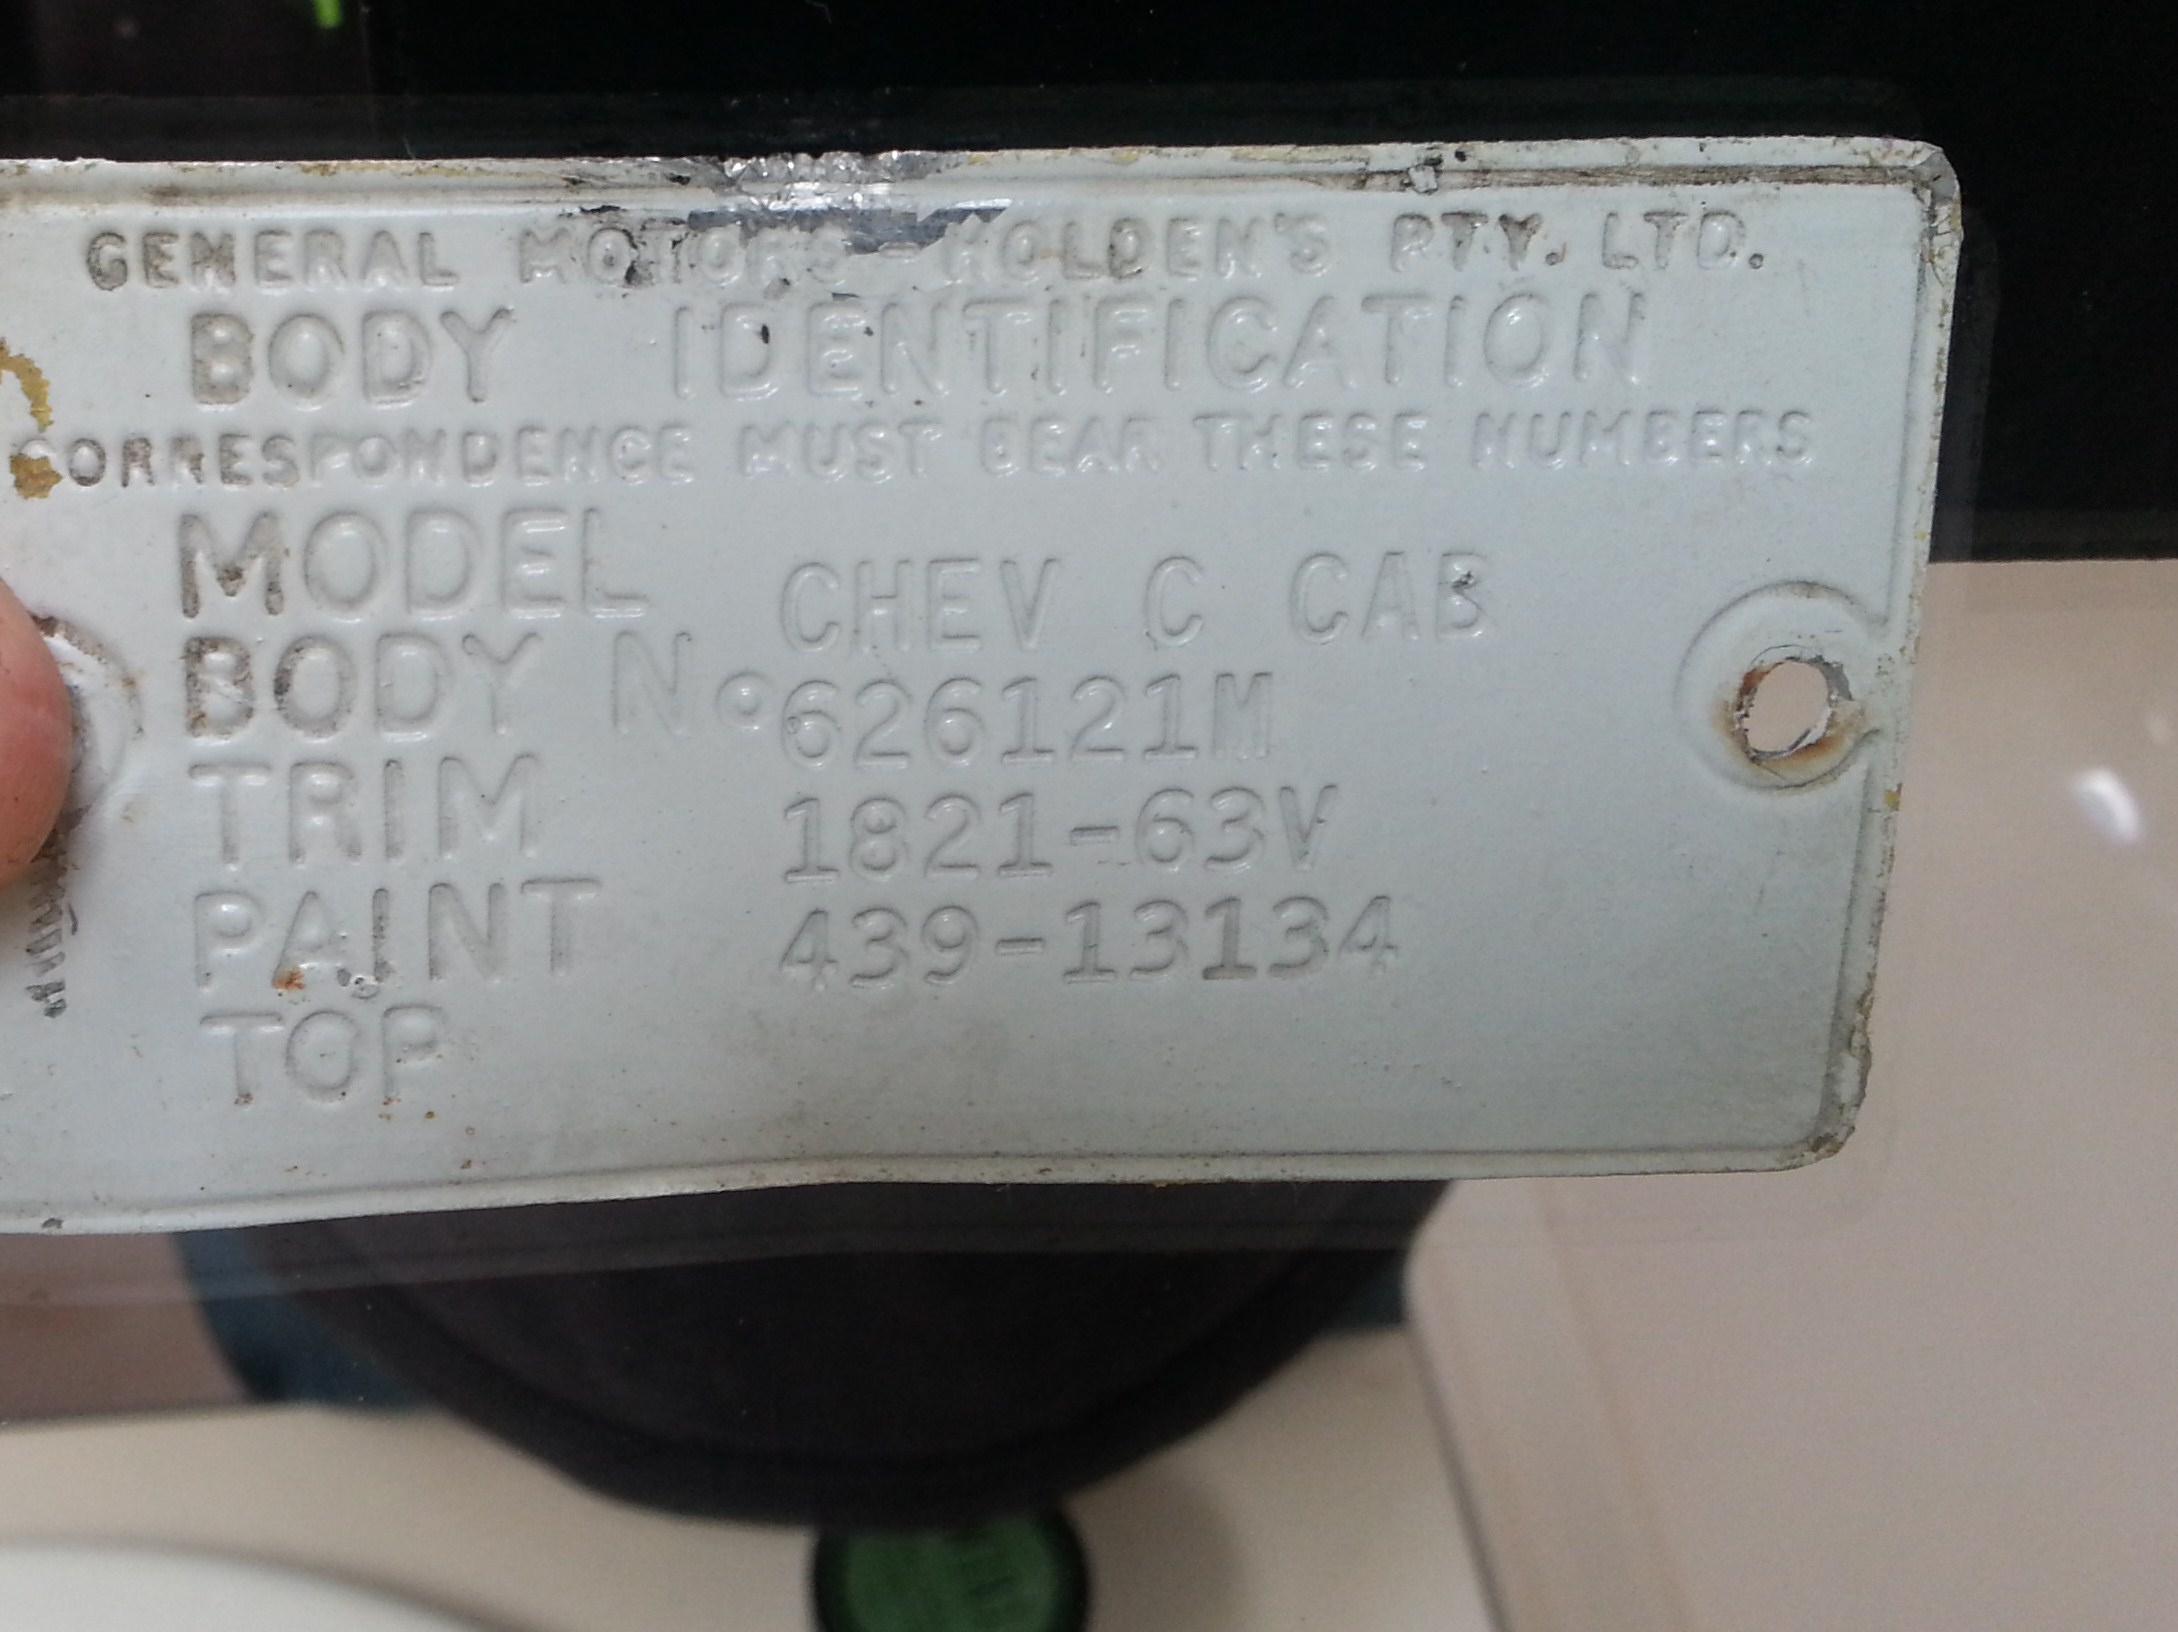 GENERAL MOTORS-HOLDEN'S PTY. LTD.
BODY IDENTIFICATION
CORRESPONDENCE MUST BEAR THESE NUMBERS
MODEL CHEV C CAB
BODY No 626121M
TRIM 1821-63V
PAINT 439-13134
TOP